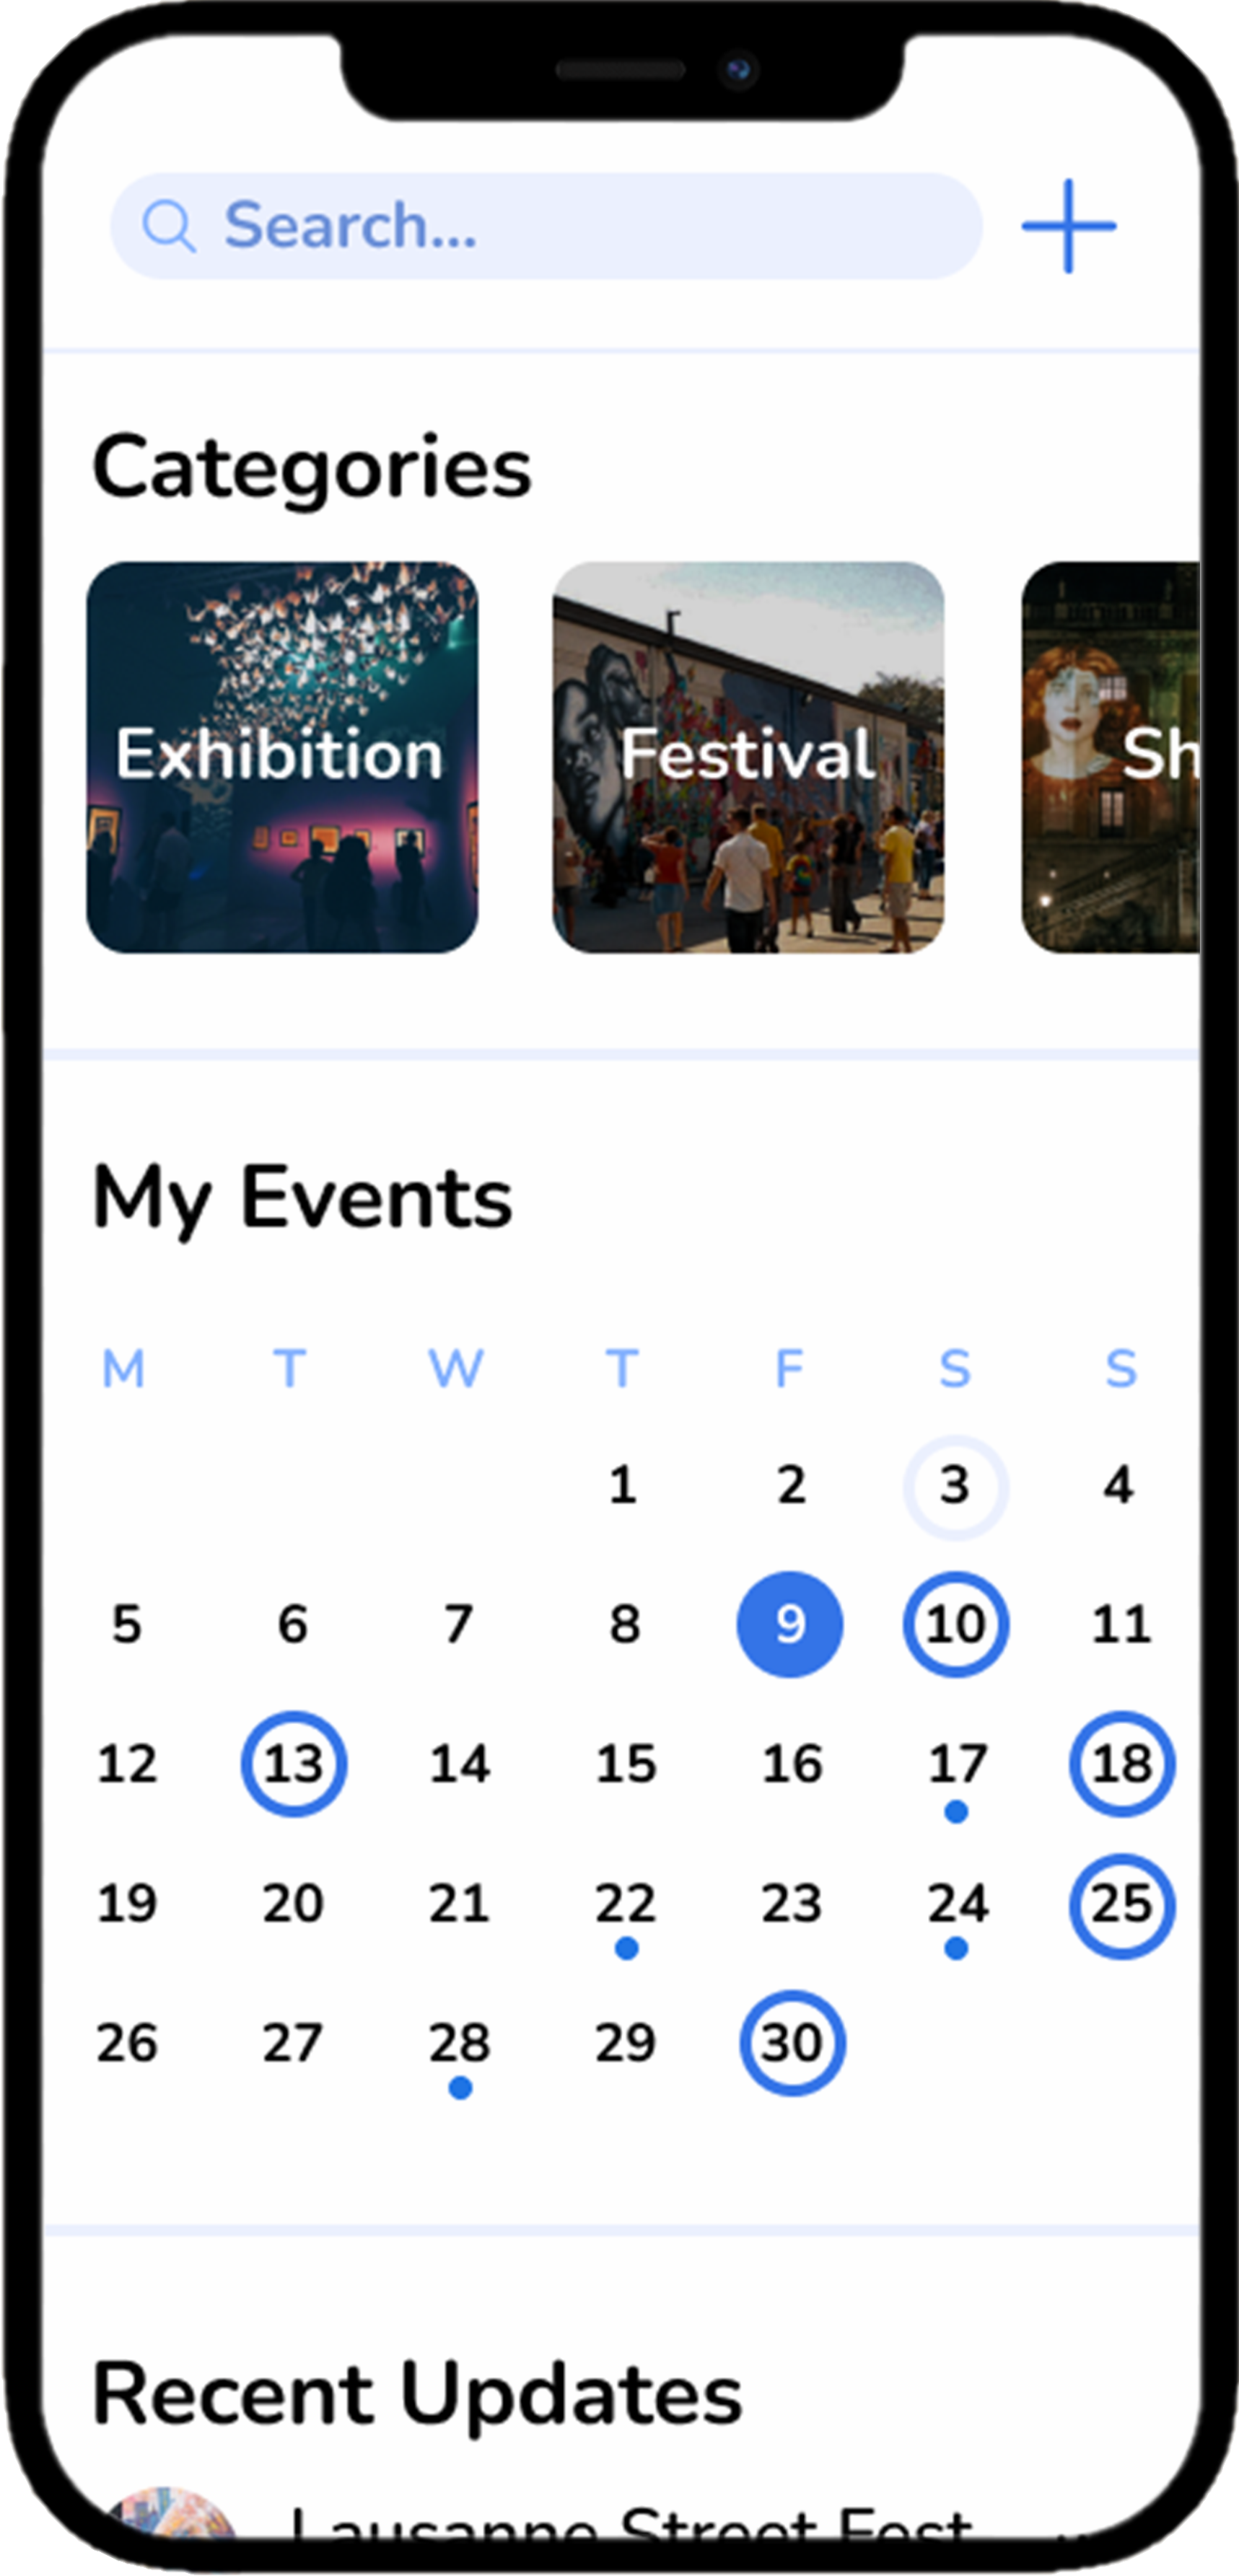 Search...
Categories
Exhibition Festival Sh
My Events
M T W T F S S
1 2 3 4
5 6 7 8 9 10 11
12 13 14 15 16 17 18
19 20 21 22 23 24 25
26 27 28 29 30
Recent Updates
Lausanne Street Fest